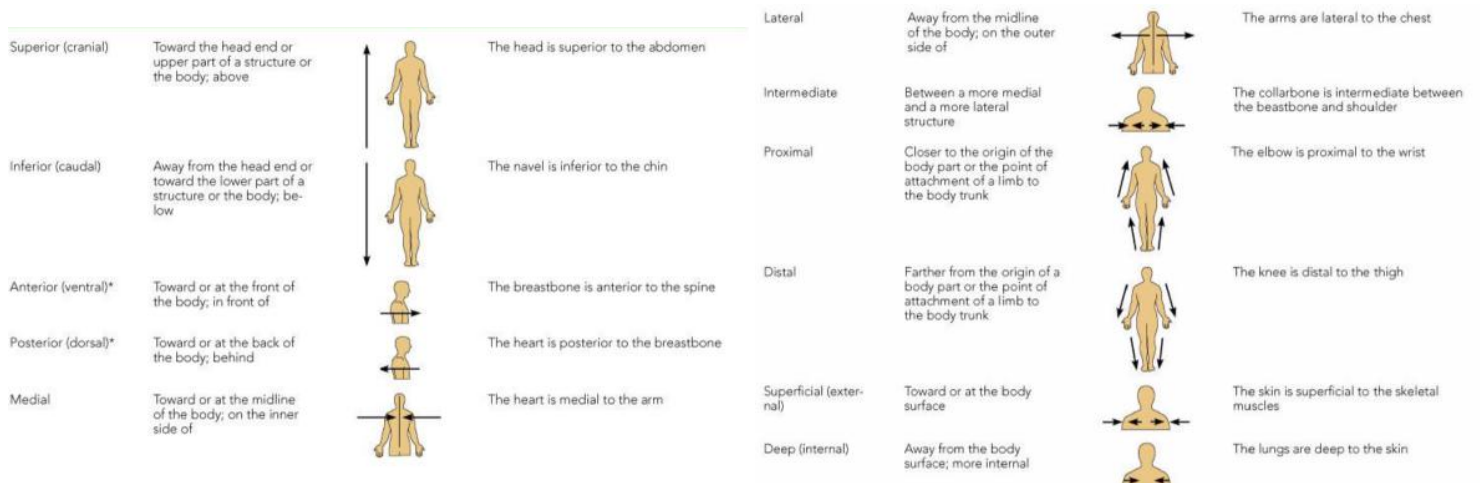 Superior (cranial)
Toward the head end or
upper part of a structure or
the body; above
The head is superior to the abdomen
Inferior (caudal)
Away from the head end or
toward the lower part of a
structure or the body; be-
low
The navel is inferior to the chin
Anterior (ventral)*
Toward or at the front of
the body; in front of
The breastbone is anterior to the spine
Posterior (dorsal)*
Toward or at the back of
the body; behind
The heart is posterior to the breastbone
Medial
Toward or at the midline
of the body; on the inner
side of
The heart is medial to the arm
Lateral
Away from the midline
of the body; on the outer
side of
The arms are lateral to the chest
Intermediate
Between a more medial
and a more lateral
structure
The collarbone is intermediate between
the beastbone and shoulder
Proximal
Closer to the origin of the
body part or the point of
attachment of a limb to
the body trunk
The elbow is proximal to the wrist
Distal
Farther from the origin of a
body part or the point of
attachment of a limb to
the body trunk
The knee is distal to the thigh
Superficial (exter-
nal)
Toward or at the body
surface
The skin is superficial to the skeletal
muscles
Deep (internal)
Away from the body
surface; more internal
The lungs are deep to the skin